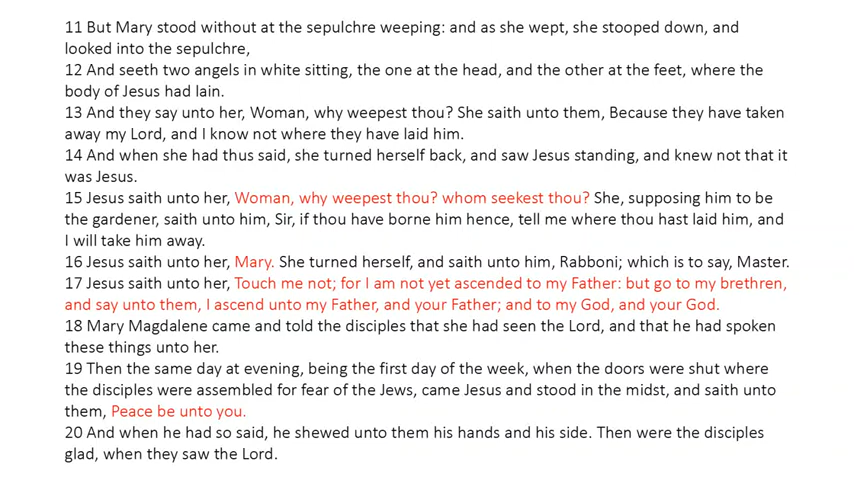 11 But Mary stood without at the sepulchre weeping: and as she wept, she stooped down, and
looked into the sepulchre,
12 And seeth two angels in white sitting, the one at the head, and the other at the feet, where the
body of Jesus had lain.
13 And they say unto her, Woman, why weepest thou? She saith unto them, Because they have taken
away my Lord, and I know not where they have laid him.
14 And when she had thus said, she turned herself back, and saw Jesus standing, and knew not that it
was Jesus.
15 Jesus saith unto her, Woman, why weepest thou? whom seekest thou? She, supposing him to be
the gardener, saith unto him, Sir, if thou have borne him hence, tell me where thou hast laid him, and
I will take him away.
16 Jesus saith unto her, Mary. She turned herself, and saith unto him, Rabboni; which is to say, Master.
17 Jesus saith unto her, Touch me not; for I am not yet ascended to my Father: but go to my brethren,
and say unto them, I ascend unto my Father, and your Father; and to my God, and your God.
18 Mary Magdalene came and told the disciples that she had seen the Lord, and that he had spoken
these things unto her.
19 Then the same day at evening, being the first day of the week, when the doors were shut where
the disciples were assembled for fear of the Jews, came Jesus and stood in the midst, and saith unto
them, Peace be unto you.
20 And when he had so said, he shewed unto them his hands and his side. Then were the disciples
glad, when they saw the Lord.